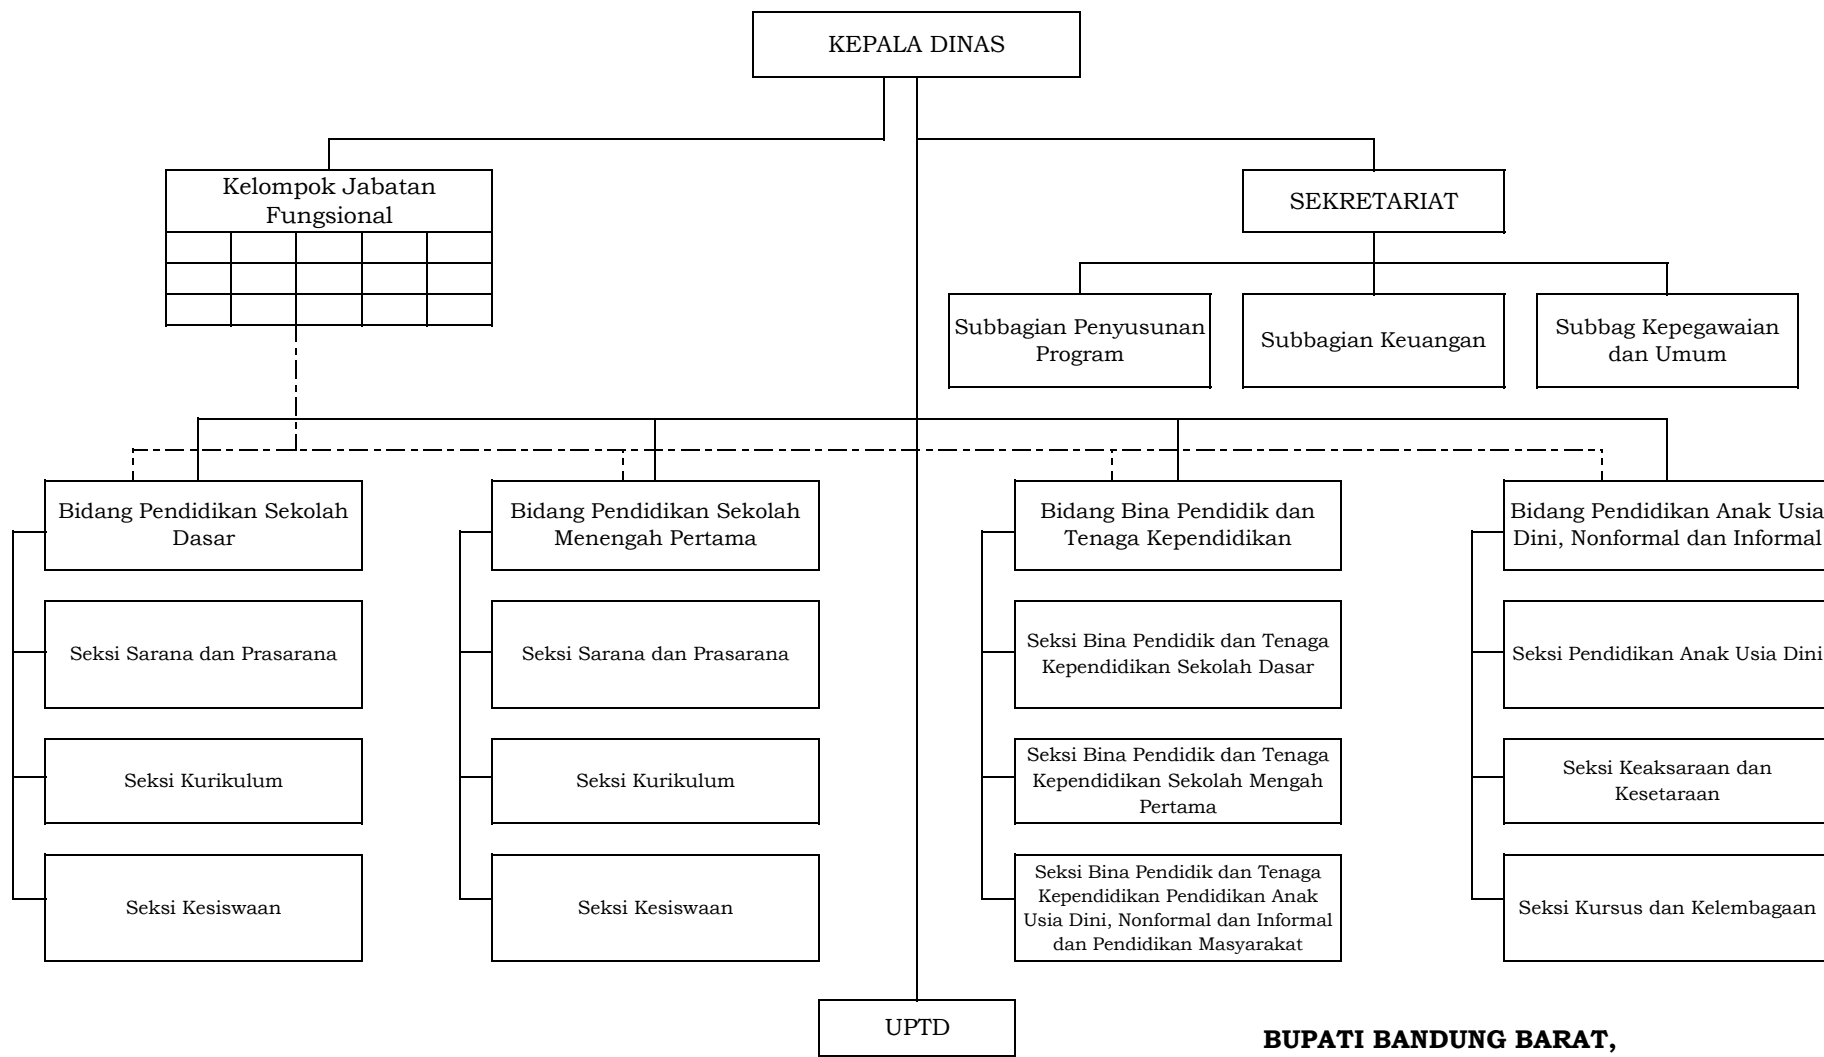 KEPALA DINAS
Kelompok Jabatan
Fungsional
SEKRETARIAT
Subbagian Penyusunan
Program
Subbagian Keuangan
Subbag Kepegawaian
dan Umum
Bidang Pendidikan Sekolah
Dasar
Bidang Pendidikan Sekolah
Menengah Pertama
Bidang Bina Pendidik dan
Tenaga Kependidikan
Bidang Pendidikan Anak Usia
Dini, Nonformal dan Informal
Seksi Sarana dan Prasarana
Seksi Sarana dan Prasarana
Seksi Bina Pendidik dan Tenaga
Kependidikan Sekolah Dasar
Seksi Pendidikan Anak Usia Dini
Seksi Kurikulum
Seksi Kurikulum
Seksi Bina Pendidik dan Tenaga
Kependidikan Sekolah Mengah
Pertama
Seksi Keaksaraan dan
Kesetaraan
Seksi Kesiswaan
Seksi Kesiswaan
Seksi Bina Pendidik dan Tenaga
Kependidikan Pendidikan Anak
Usia Dini, Nonformal dan Informal
dan Pendidikan Masyarakat
Seksi Kursus dan Kelembagaan
UPTD
BUPATI BANDUNG BARAT,